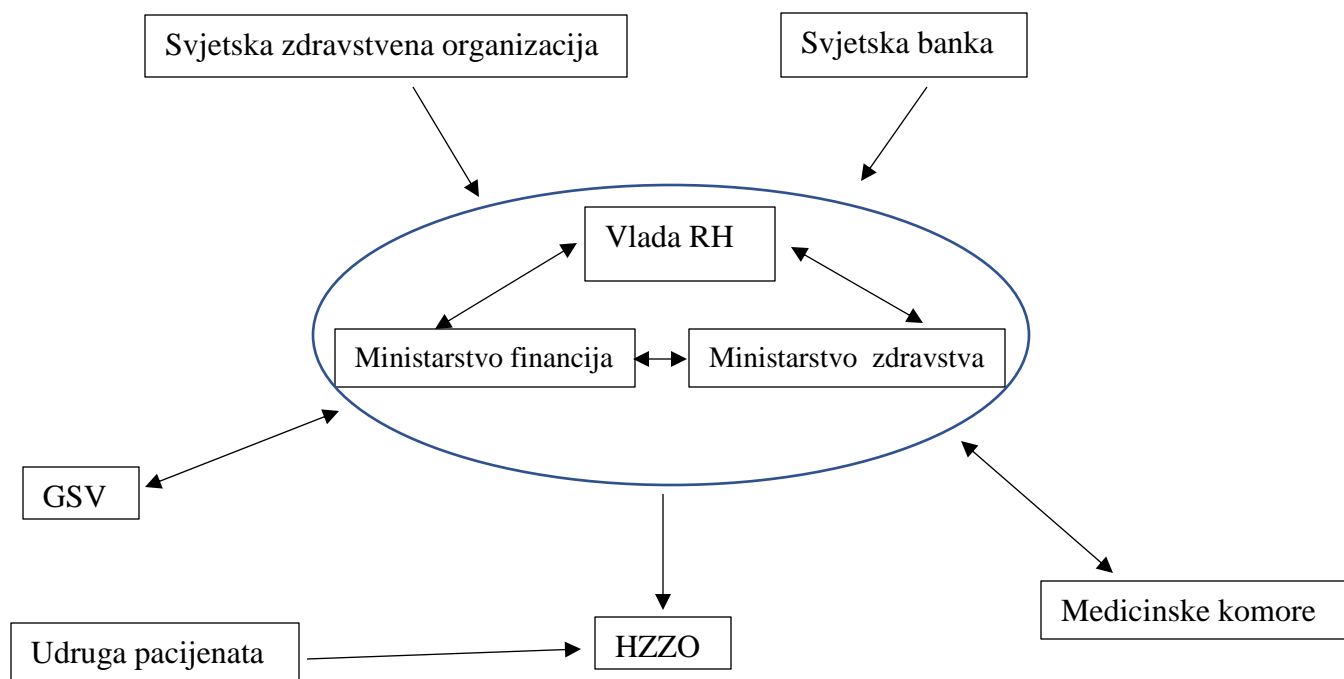 Svjetska zdravstvena organizacija
Svjetska banka
Vlada RH
Ministarstvo financija
Ministarstvo zdravstva
GSV
Medicinske komore
Udruga pacijenata
HZZO